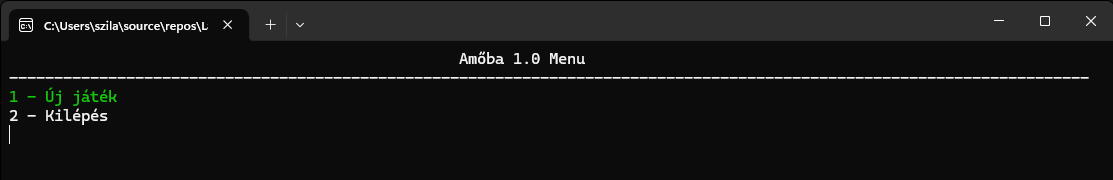 C:\Users\szila\source\repos\L
Amőba 1.0 Menu
1 - Új játék
2 - Kilépés